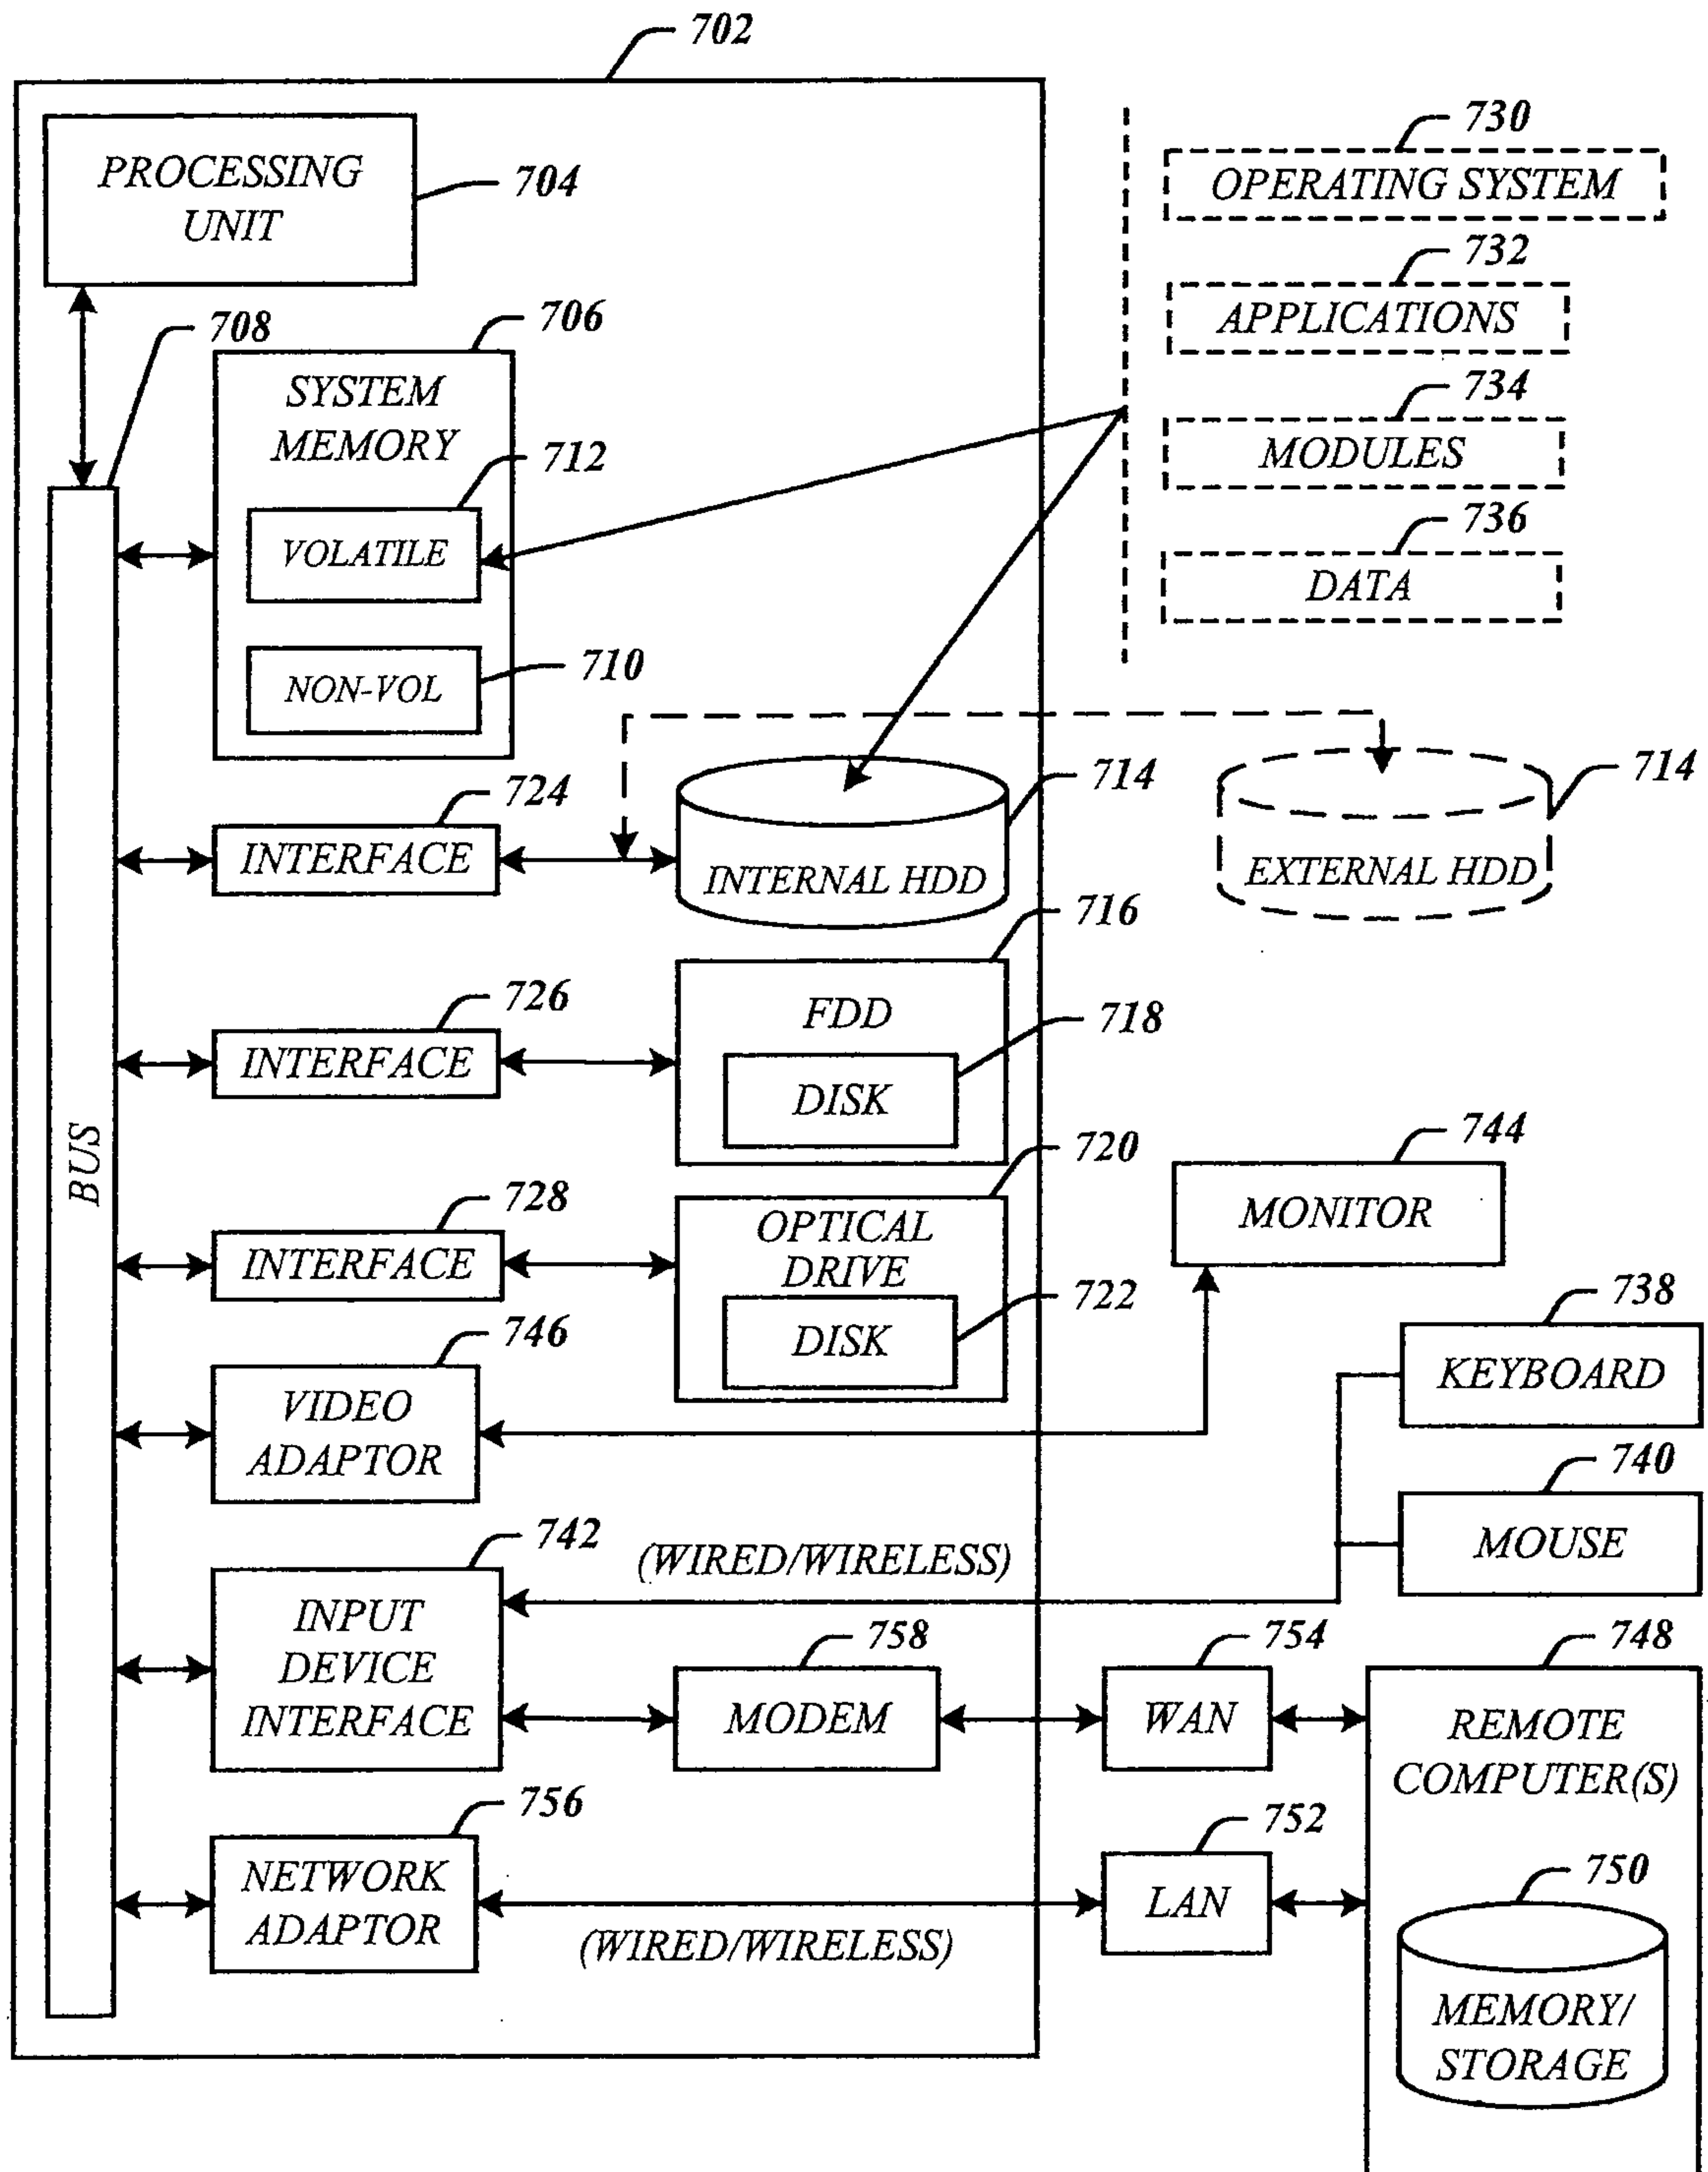 702
PROCESSING
UNIT
704
730
OPERATING SYSTEM
732
APPLICATIONS
734
MODULES
736
DATA
708
706
SYSTEM
MEMORY
712
VOLATILE
710
NON-VOL
724
INTERFACE
714
INTERNAL HDD
714
EXTERNAL HDD
716
FDD
718
DISK
726
INTERFACE
BUS
720
OPTICAL
DRIVE
722
DISK
728
INTERFACE
744
MONITOR
746
VIDEO
ADAPTOR
738
KEYBOARD
740
MOUSE
742
INPUT
DEVICE
INTERFACE
(WIRED/WIRELESS)
758
MODEM
754
WAN
748
REMOTE
COMPUTER(S)
756
NETWORK
ADAPTOR
(WIRED/WIRELESS)
752
LAN
750
MEMORY/
STORAGE